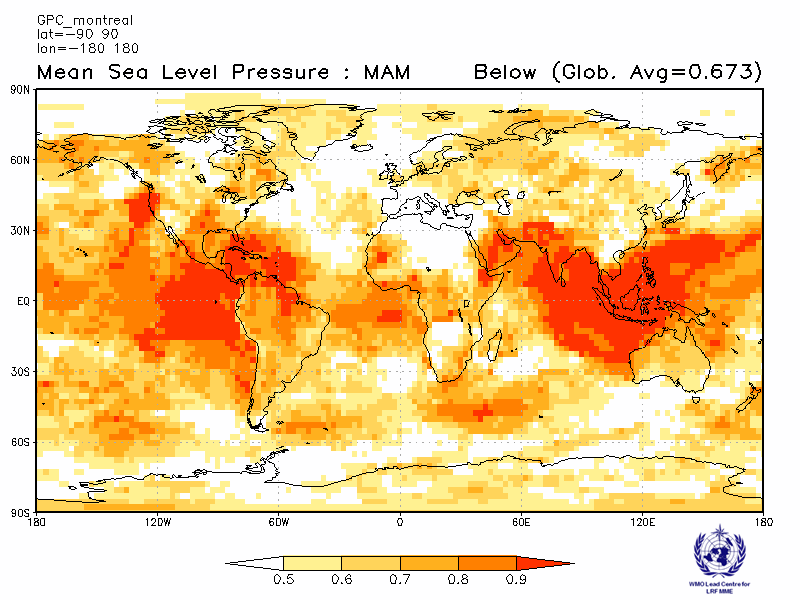 GPC_montreal
lat=-90 90
lon=-180 180
Mean Sea Level Pressure : MAM Below (Glob. Avg=0.673)
90N
60N
30N
EQ
30S
60S
90S
180 120W 60W 0 60E 120E 180
0.5 0.6 0.7 0.8 0.9
WMO Lead Centre for
LRF MME